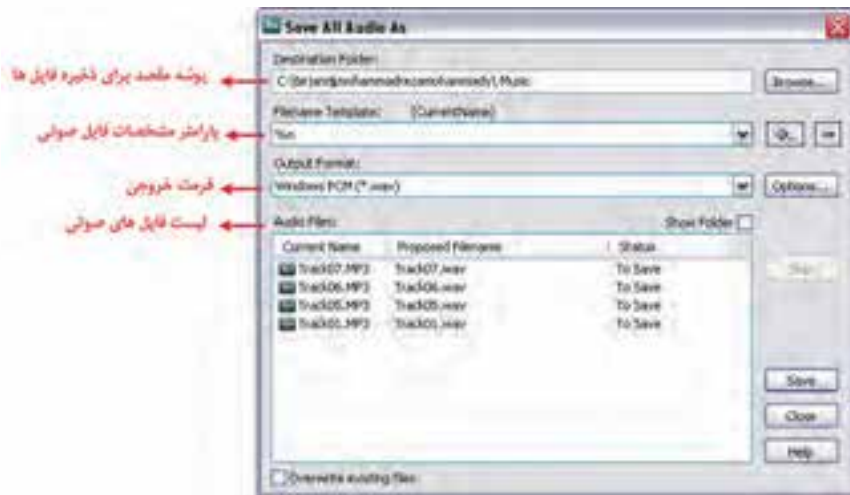 Save All Audio As
Destination Folder:
پوشه مقصد برای ذخیره فایل ها
Browse...
Filename Template: (CurrentName)
پارامتر مشخصات فایل صوتی
Output Format:
فرمت خروجی
Windows PCM (*.wav)
Options...
لیست فایل های صوتی
Audio Files:
Show Folder
Current Name Proposed Filename Status
Track07.MP3 Track07.wav To Save
Track06.MP3 Track06.wav To Save
Track05.MP3 Track05.wav To Save
Track01.MP3 Track01.wav To Save
Save
Close
Help
Overwrite existing files